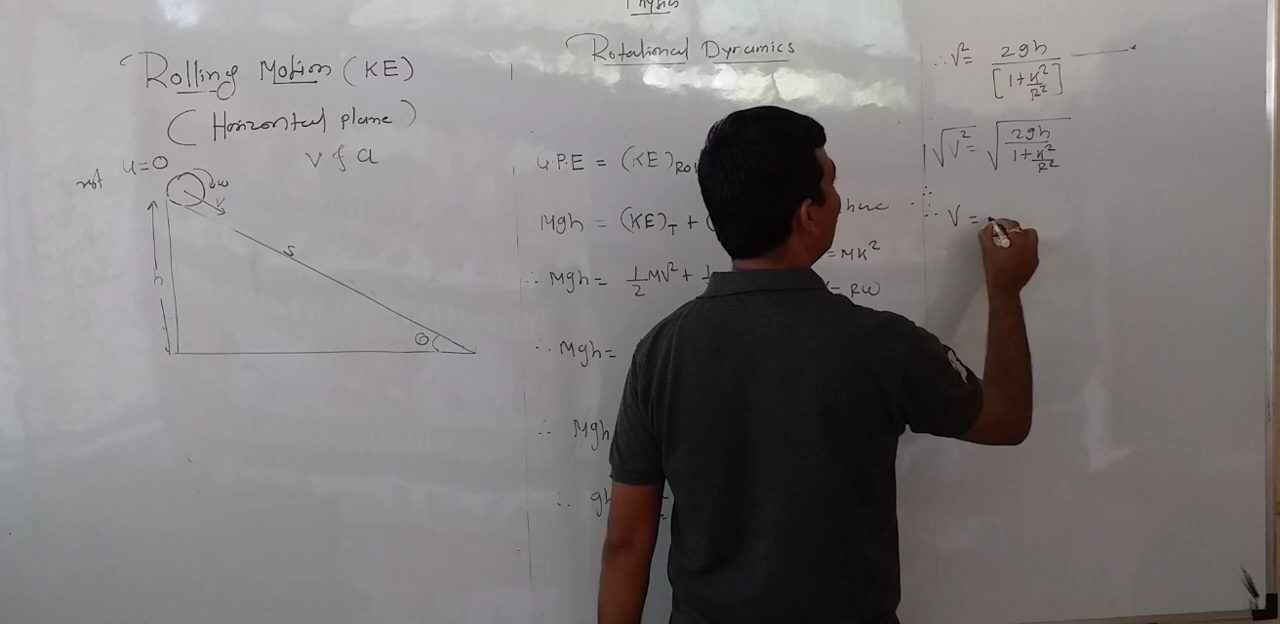 Physics
Rotational Dynamics
Rolling Motion (KE)
(Horizontal plane)
V & a
u=0
ω
V
h
S
θ
G.P.E = (KE)
Mgh = (KE)T + (
∴ Mgh = 1/2 MV² +
= MK²
= Rω
∴ Mgh =
∴ Mgh
∴ gh =
∴ V² = 2gh / [1 + K²/R²]
√V² = √(2gh / 1 + K²/R²)
∴ V =